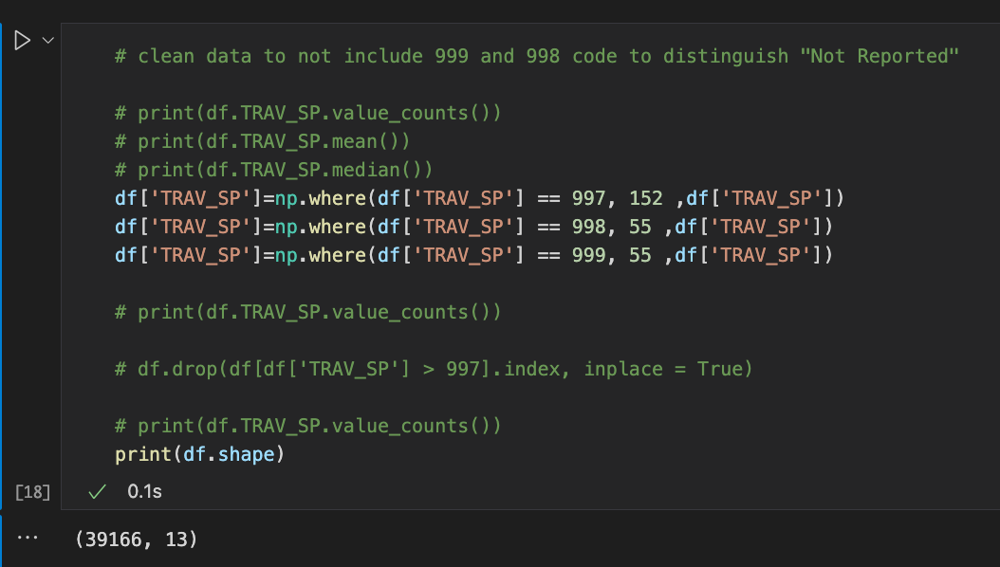 # clean data to not include 999 and 998 code to distinguish "Not Reported"
# print(df.TRAV_SP.value_counts())
# print(df.TRAV_SP.mean())
# print(df.TRAV_SP.median())
df['TRAV_SP']=np.where(df['TRAV_SP'] == 997, 152 ,df['TRAV_SP'])
df['TRAV_SP']=np.where(df['TRAV_SP'] == 998, 55 ,df['TRAV_SP'])
df['TRAV_SP']=np.where(df['TRAV_SP'] == 999, 55 ,df['TRAV_SP'])
# print(df.TRAV_SP.value_counts())
# df.drop(df[df['TRAV_SP'] > 997].index, inplace = True)
# print(df.TRAV_SP.value_counts())
print(df.shape)
[18] ✓ 0.1s
... (39166, 13)